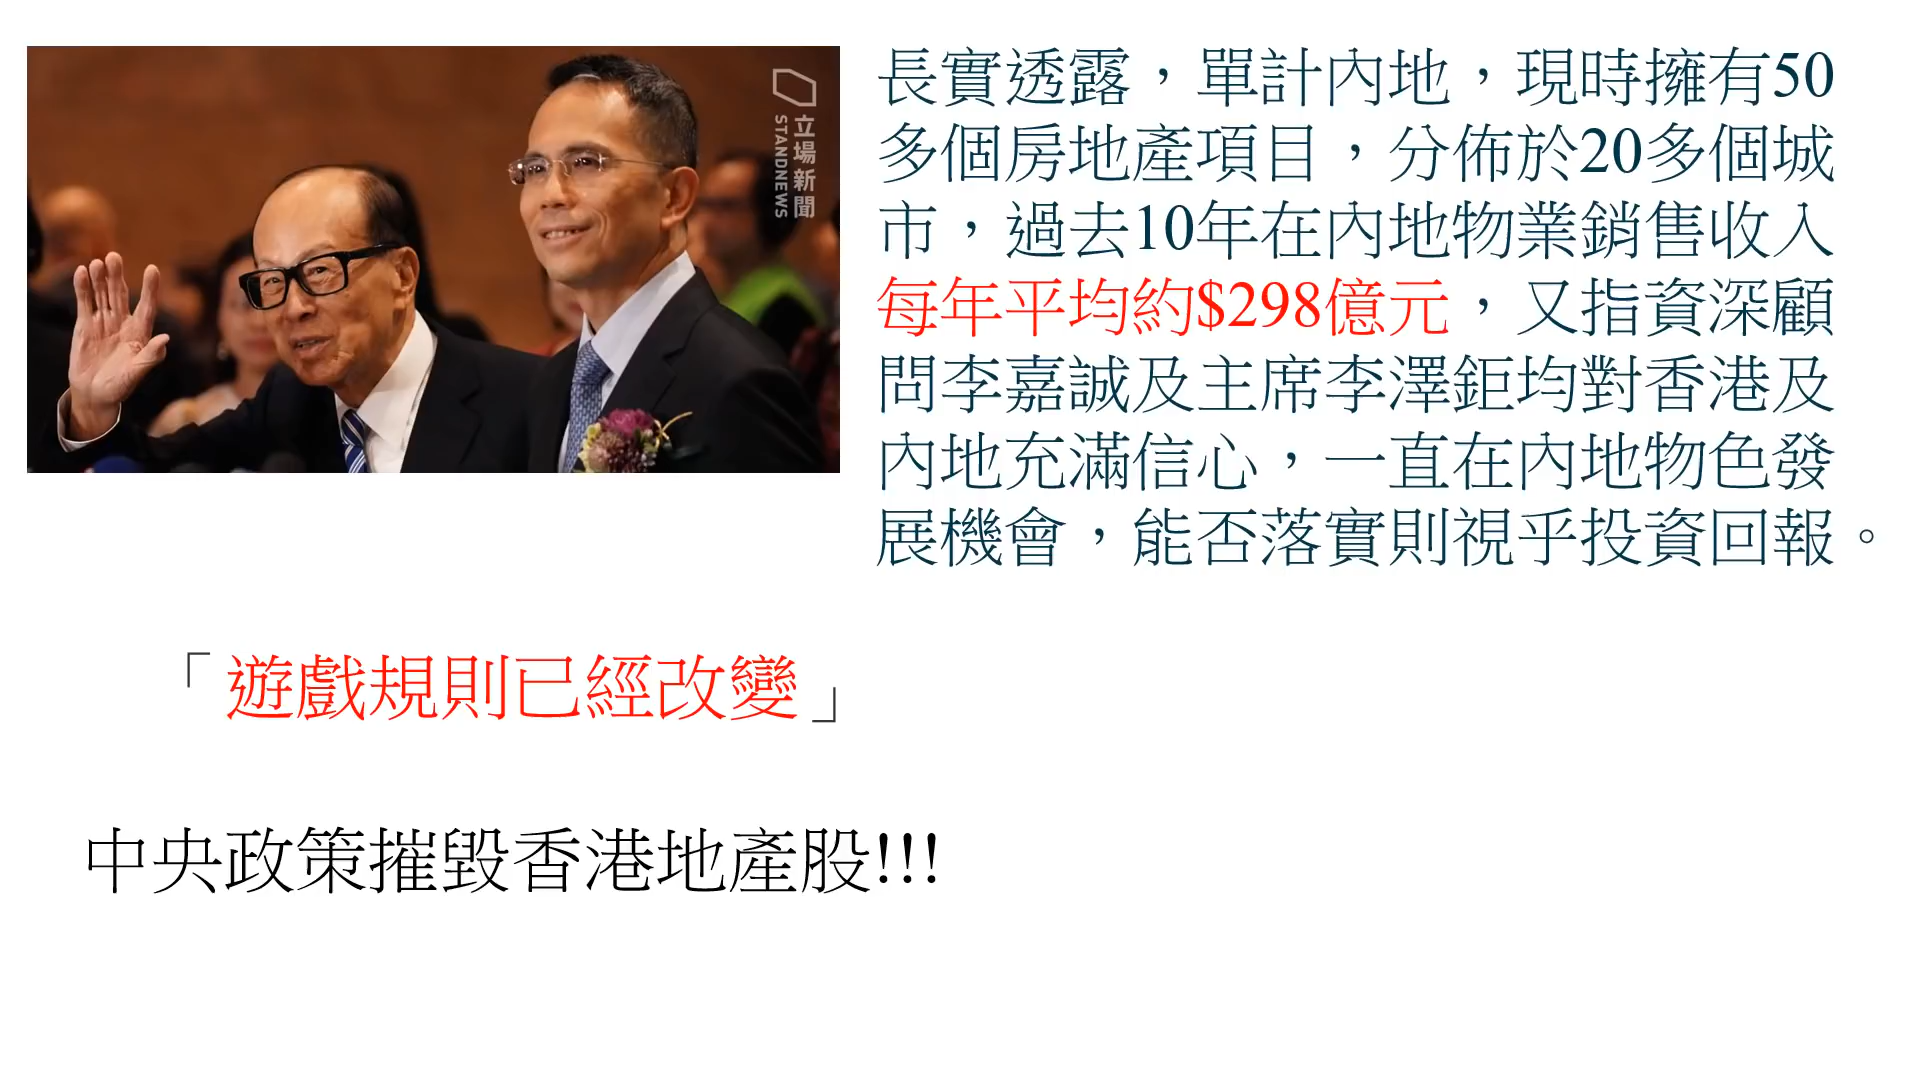 立場新聞
STANDNEWS
長實透露，單計內地，現時擁有50
多個房地產項目，分佈於20多個城
市，過去10年在內地物業銷售收入
每年平均約$298億元，又指資深顧
問李嘉誠及主席李澤鉅均對香港及
內地充滿信心，一直在內地物色發
展機會，能否落實則視乎投資回報。
「遊戲規則已經改變」
中央政策摧毀香港地產股!!!